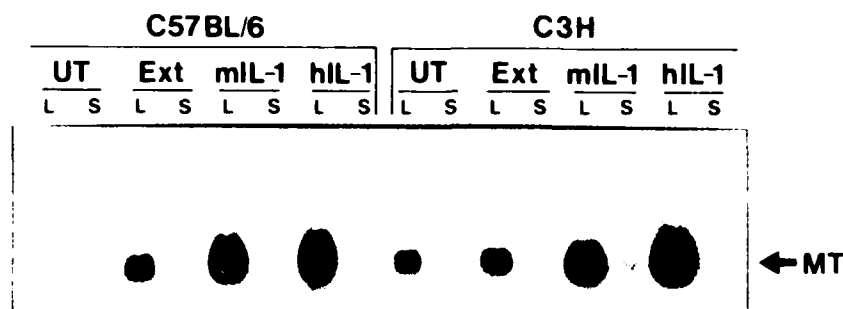 C57BL/6 C3H
UT Ext mIL-1 hIL-1 UT Ext mIL-1 hIL-1
L S L S L S L S L S L S L S L S
MT